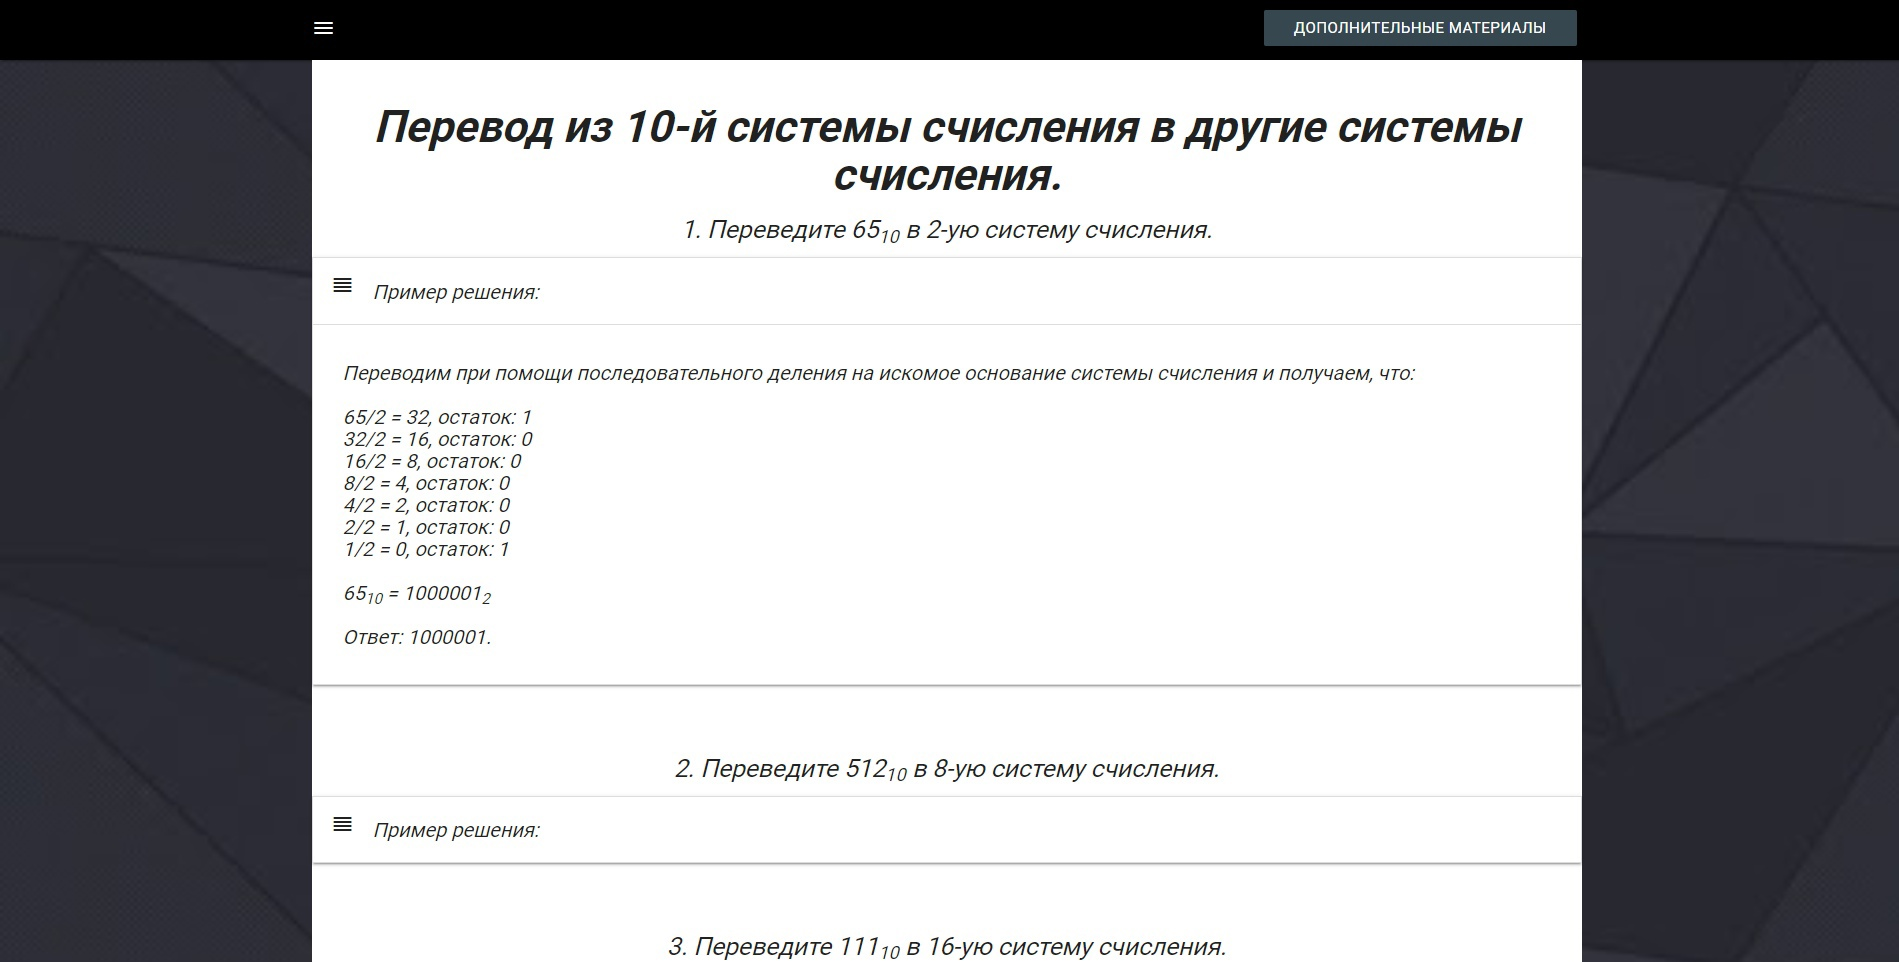 ДОПОЛНИТЕЛЬНЫЕ МАТЕРИАЛЫ
Перевод из 10-й системы счисления в другие системы
счисления.
1. Переведите 65₁₀ в 2-ую систему счисления.
Пример решения:
Переводим при помощи последовательного деления на искомое основание системы счисления и получаем, что:
65/2 = 32, остаток: 1
32/2 = 16, остаток: 0
16/2 = 8, остаток: 0
8/2 = 4, остаток: 0
4/2 = 2, остаток: 0
2/2 = 1, остаток: 0
1/2 = 0, остаток: 1
65₁₀ = 1000001₂
Ответ: 1000001.
2. Переведите 512₁₀ в 8-ую систему счисления.
Пример решения:
3. Переведите 111₁₀ в 16-ую систему счисления.